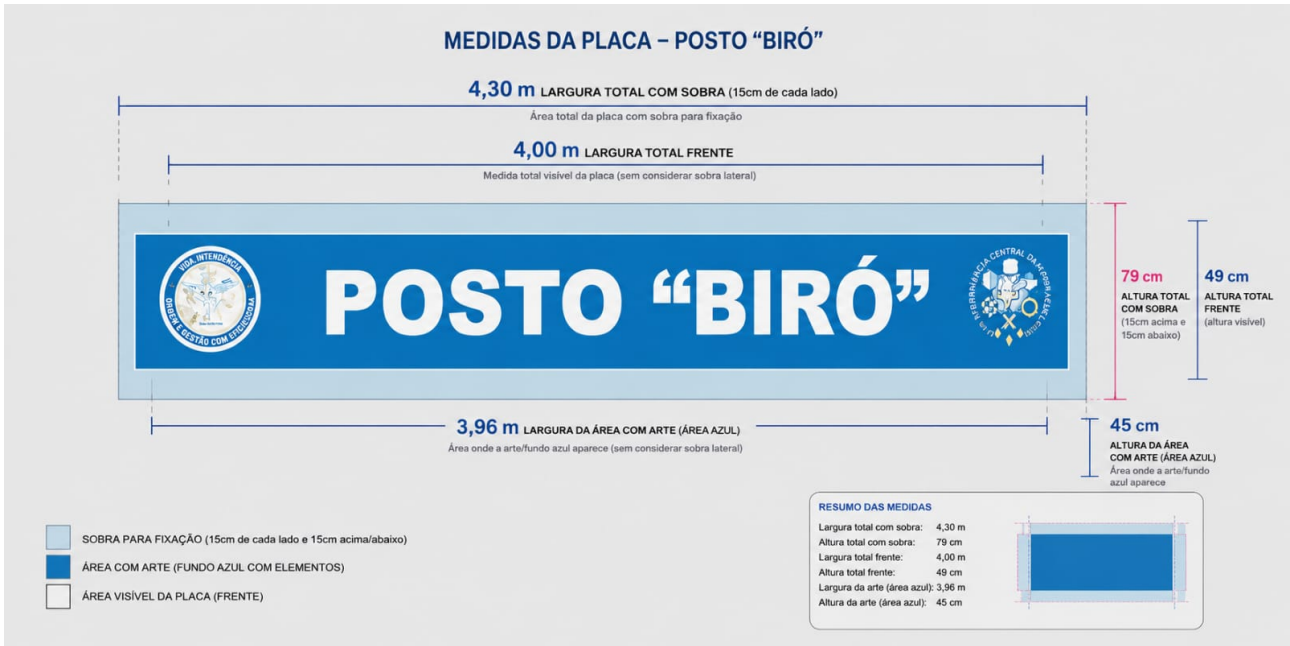 MEDIDAS DA PLACA – POSTO “BIRÓ”
4,30 m LARGURA TOTAL COM SOBRA (15cm de cada lado)
Área total da placa com sobra para fixação
4,00 m LARGURA TOTAL FRENTE
Medida total visível da placa (sem considerar sobra lateral)
VIDA, INTENDÊNCIA
ORDEM E GESTÃO COM
POSTO “BIRÓ”
CENTRAL DA
79 cm
ALTURA TOTAL
COM SOBRA
(15cm acima e
15cm abaixo)
49 cm
ALTURA TOTAL
FRENTE
(altura visível)
3,96 m LARGURA DA ÁREA COM ARTE (ÁREA AZUL)
Área onde a arte/fundo azul aparece (sem considerar sobra lateral)
45 cm
ALTURA DA ÁREA
COM ARTE (ÁREA AZUL)
Área onde a arte/fundo
azul aparece
SOBRA PARA FIXAÇÃO (15cm de cada lado e 15cm acima/abaixo)
ÁREA COM ARTE (FUNDO AZUL COM ELEMENTOS)
ÁREA VISÍVEL DA PLACA (FRENTE)
RESUMO DAS MEDIDAS
Largura total com sobra: 4,30 m
Altura total com sobra: 79 cm
Largura total frente: 4,00 m
Altura total frente: 49 cm
Largura da arte (área azul): 3,96 m
Altura da arte (área azul): 45 cm